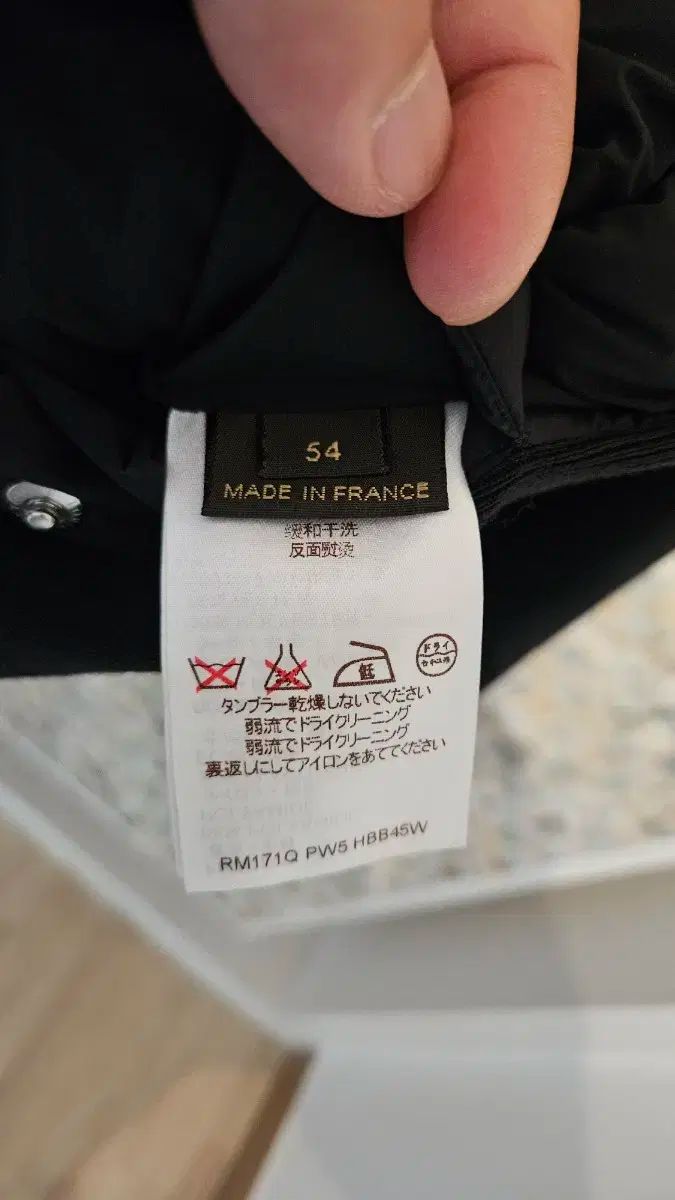 54
MADE IN FRANCE
缓和干洗
反面熨烫
低
ドライ
タンブラー乾燥しないでください
弱流でドライクリーニング
弱流でドライクリーニング
裏返しにしてアイロンをあててください
RM171Q PW5 HBB45W